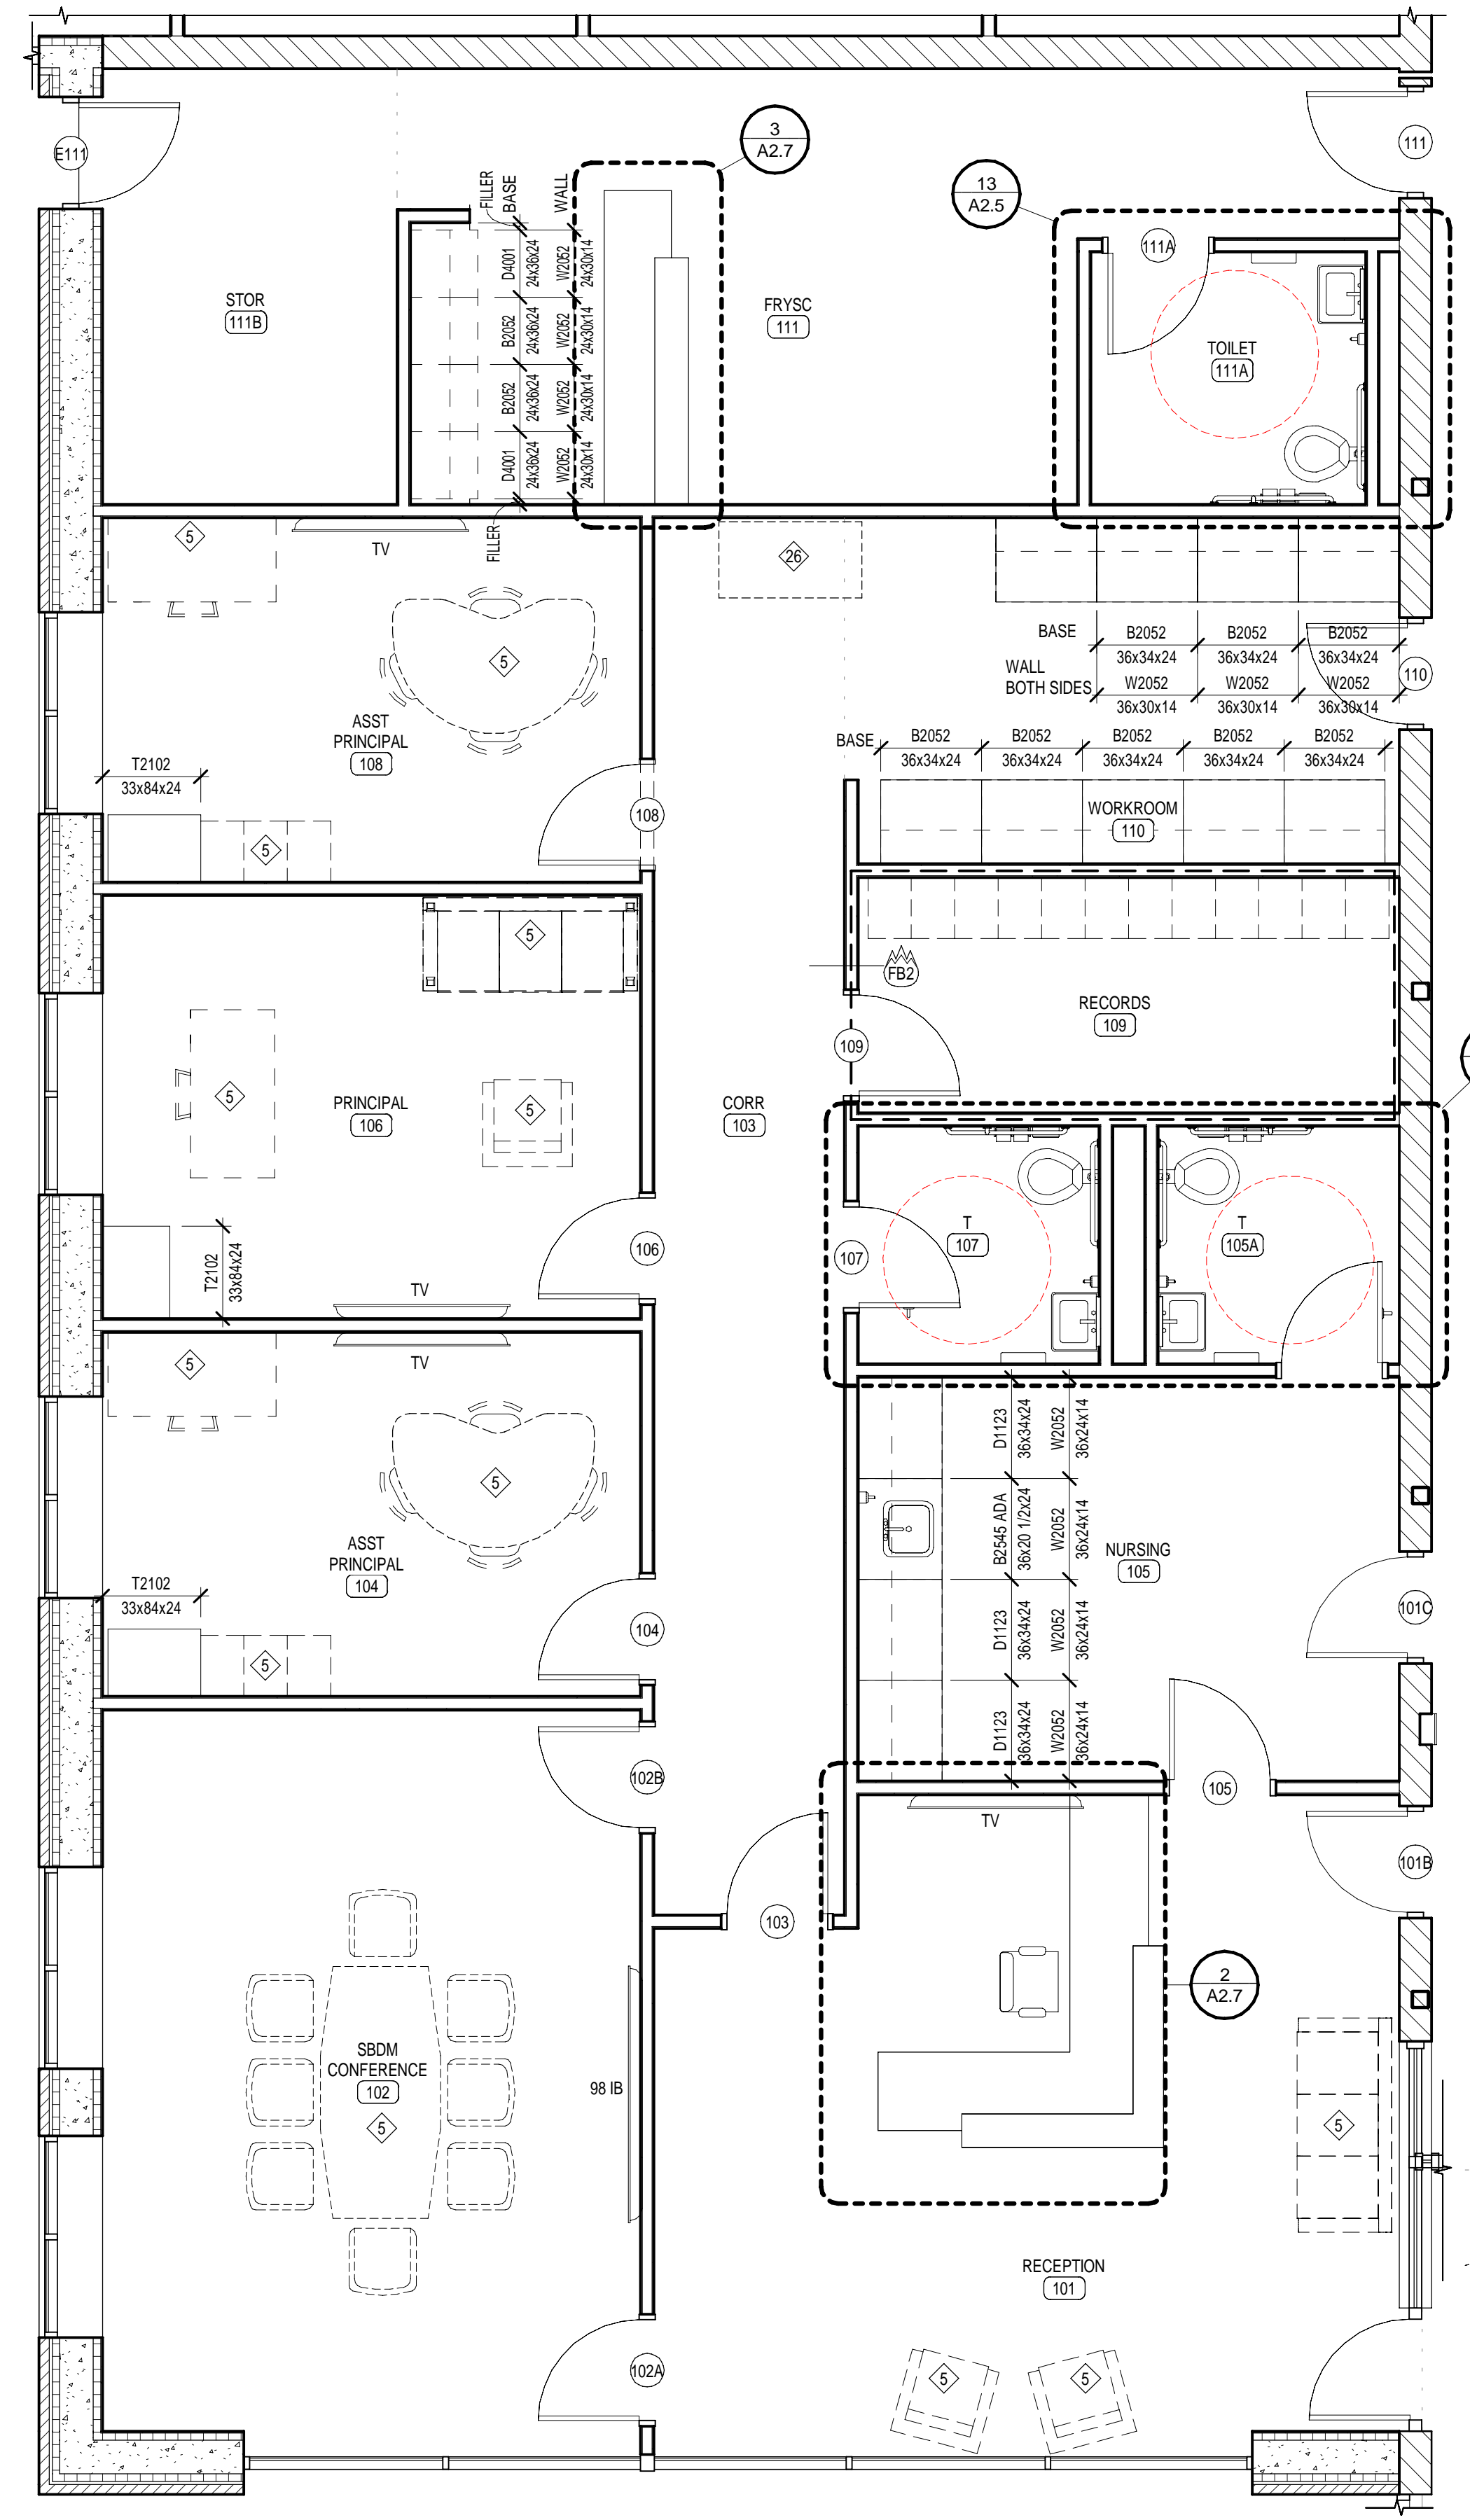 3
A2.7
E111
111
13
A2.5
FILLER
BASE
WALL
111A
D4001
24x36x24
W2052
24x30x14
STOR
111B
FRYSC
111
B2052
24x36x24
W2052
24x30x14
TOILET
111A
B2052
24x36x24
W2052
24x30x14
D4001
24x36x24
W2052
24x30x14
5
TV
FILLER
26
BASE
B2052
B2052
B2052
36x34x24
36x34x24
36x34x24
5
WALL
BOTH SIDES
W2052
W2052
W2052
36x30x14
36x30x14
36x30x14
110
ASST
PRINCIPAL
108
BASE
B2052
B2052
B2052
B2052
B2052
36x34x24
36x34x24
36x34x24
36x34x24
36x34x24
T2102
33x84x24
108
WORKROOM
110
5
5
FB2
RECORDS
109
109
5
5
PRINCIPAL
106
CORR
103
T
107
T
105A
106
107
T2102
33x84x24
TV
TV
5
D1123
36x34x24
W2052
36x24x14
5
B2545 ADA
36x20 1/2x24
W2052
36x24x14
ASST
PRINCIPAL
104
NURSING
105
T2102
33x84x24
104
101C
D1123
36x34x24
W2052
36x24x14
5
D1123
36x34x24
W2052
36x24x14
102B
105
TV
101B
103
2
A2.7
SBDM
CONFERENCE
102
5
98 IB
5
RECEPTION
101
102A
5
5